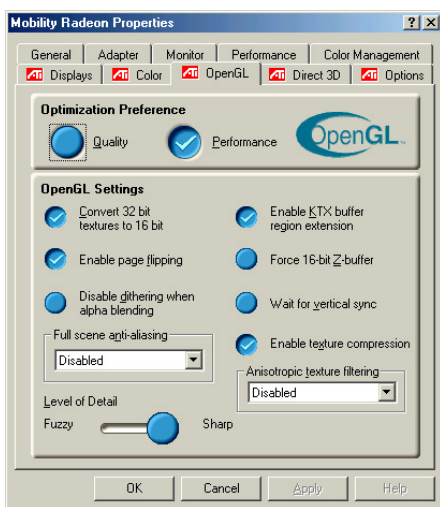 Mobility Radeon Properties
General Adapter Monitor Performance Color Management
ATI Displays ATI Color ATI OpenGL ATI Direct 3D ATI Options
Optimization Preference
Quality Performance OpenGL
OpenGL Settings
Convert 32 bit
textures to 16 bit
Enable KTX buffer
region extension
Enable page flipping
Force 16-bit Z-buffer
Disable dithering when
alpha blending
Wait for vertical sync
Full scene anti-aliasing
Disabled
Enable texture compression
Anisotropic texture filtering
Disabled
Level of Detail
Fuzzy Sharp
OK Cancel Apply Help